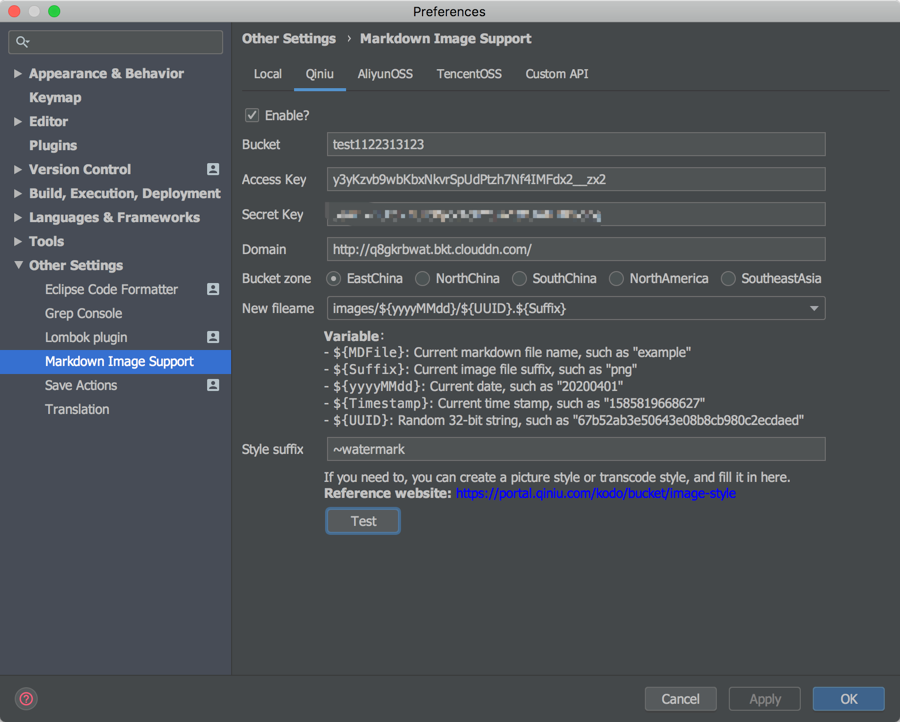 Preferences
Other Settings › Markdown Image Support
Local Qiniu AliyunOSS TencentOSS Custom API
Appearance & Behavior
Keymap
Editor
Plugins
Version Control
Build, Execution, Deployment
Languages & Frameworks
Tools
Other Settings
Eclipse Code Formatter
Grep Console
Lombok plugin
Markdown Image Support
Save Actions
Translation
Enable?
Bucket test1122313123
Access Key y3yKzvb9wbKbxNkvrSpUdPtzh7Nf4IMFdx2__zx2
Secret Key
Domain http://q8gkrbwat.bkt.clouddn.com/
Bucket zone EastChina NorthChina SouthChina NorthAmerica SoutheastAsia
New fileame images/${yyyyMMdd}/${UUID}.${Suffix}
Variable:
- ${MDFile}: Current markdown file name, such as "example"
- ${Suffix}: Current image file suffix, such as "png"
- ${yyyyMMdd}: Current date, such as "20200401"
- ${Timestamp}: Current time stamp, such as "1585819668627"
- ${UUID}: Random 32-bit string, such as "67b52ab3e50643e08b8cb980c2ecdaed"
Style suffix ~watermark
If you need to, you can create a picture style or transcode style, and fill it in here.
Reference website: https://portal.qiniu.com/kodo/bucket/image-style
Test
Cancel Apply OK